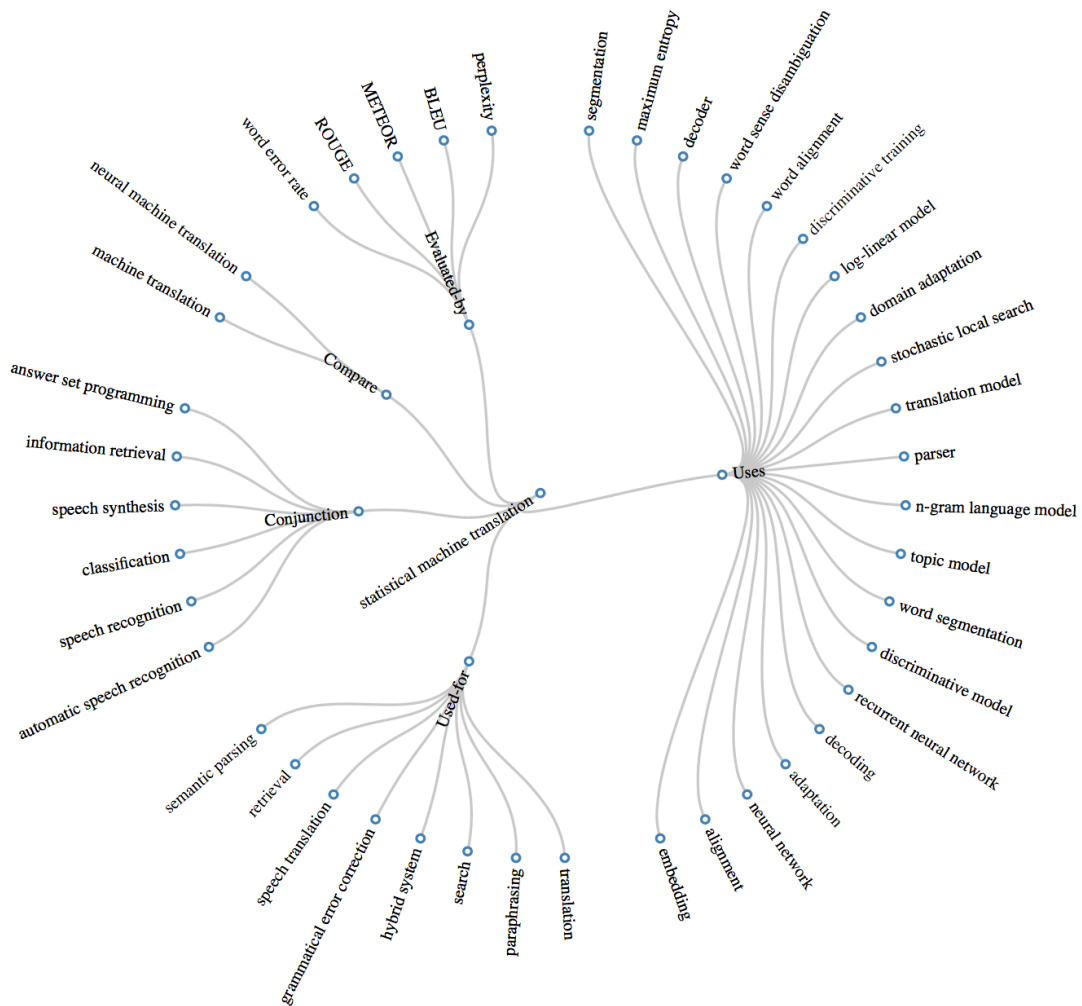 statistical machine translation
Evaluated-by
word error rate
ROUGE
METEOR
BLEU
perplexity
Compare
neural machine translation
machine translation
Conjunction
answer set programming
information retrieval
speech synthesis
classification
speech recognition
automatic speech recognition
Used-for
semantic parsing
retrieval
speech translation
grammatical error correction
hybrid system
search
paraphrasing
translation
Uses
segmentation
maximum entropy
decoder
word sense disambiguation
word alignment
discriminative training
log-linear model
domain adaptation
stochastic local search
translation model
parser
n-gram language model
topic model
word segmentation
discriminative model
recurrent neural network
decoding
adaptation
neural network
alignment
embedding